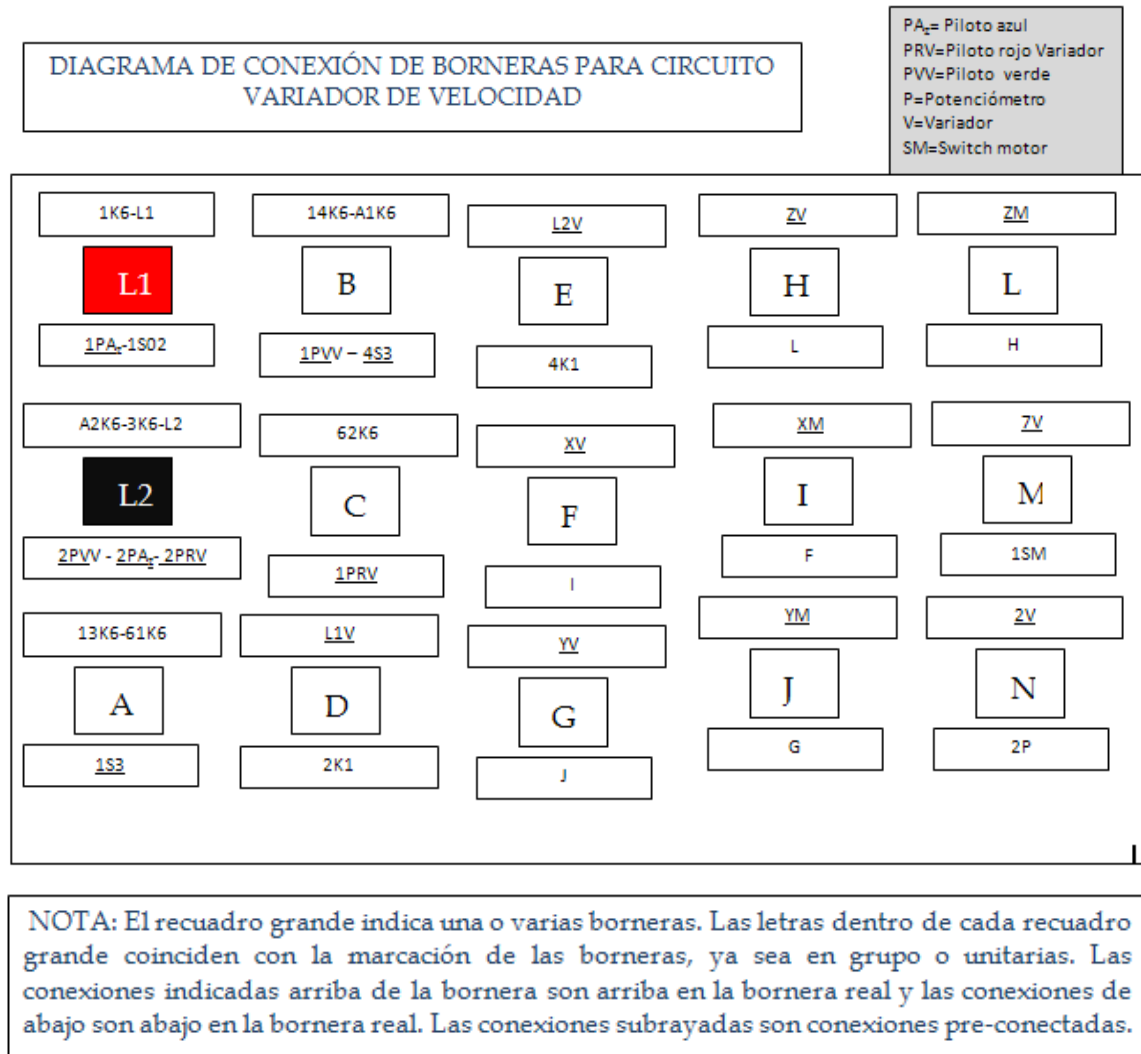 DIAGRAMA DE CONEXIÓN DE BORNERAS PARA CIRCUITO
VARIADOR DE VELOCIDAD
PAz= Piloto azul
PRV=Piloto rojo Variador
PVV=Piloto verde
P=Potenciómetro
V=Variador
SM=Switch motor
1K6-L1
L1
1PAz-1S02
14K6-A1K6
B
1PVV – 4S3
L2V
E
4K1
ZV
H
L
ZM
L
H
A2K6-3K6-L2
L2
2PVV - 2PAz- 2PRV
62K6
C
1PRV
XV
F
I
XM
I
F
7V
M
1SM
13K6-61K6
A
1S3
L1V
D
2K1
YV
G
J
YM
J
G
2V
N
2P
NOTA: El recuadro grande indica una o varias borneras. Las letras dentro de cada recuadro
grande coinciden con la marcación de las borneras, ya sea en grupo o unitarias. Las
conexiones indicadas arriba de la bornera son arriba en la bornera real y las conexiones de
abajo son abajo en la bornera real. Las conexiones subrayadas son conexiones pre-conectadas.